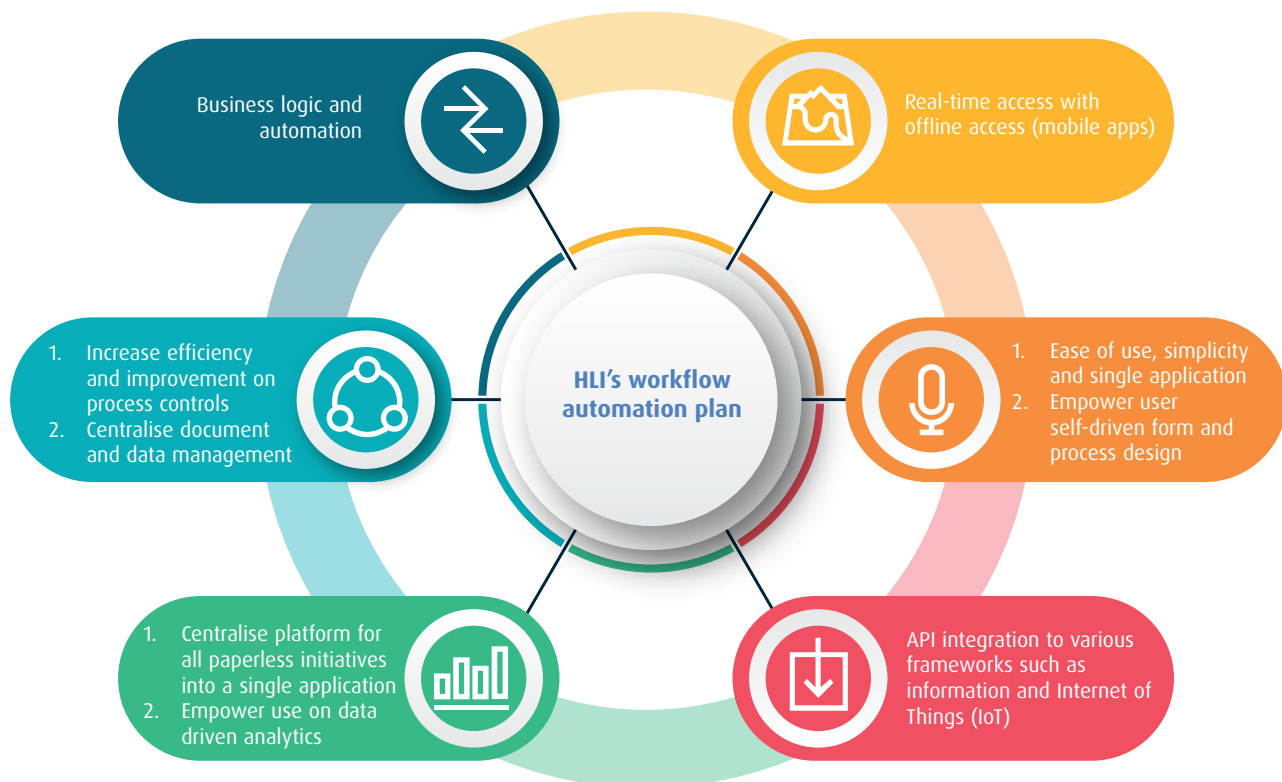 Business logic and
automation
Real-time access with
offline access (mobile apps)
1. Increase efficiency
and improvement on
process controls
2. Centralise document
and data management
HLI's workflow
automation plan
1. Ease of use, simplicity
and single application
2. Empower user
self-driven form and
process design
1. Centralise platform for
all paperless initiatives
into a single application
2. Empower use on data
driven analytics
API integration to various
frameworks such as
information and Internet of
Things (IoT)